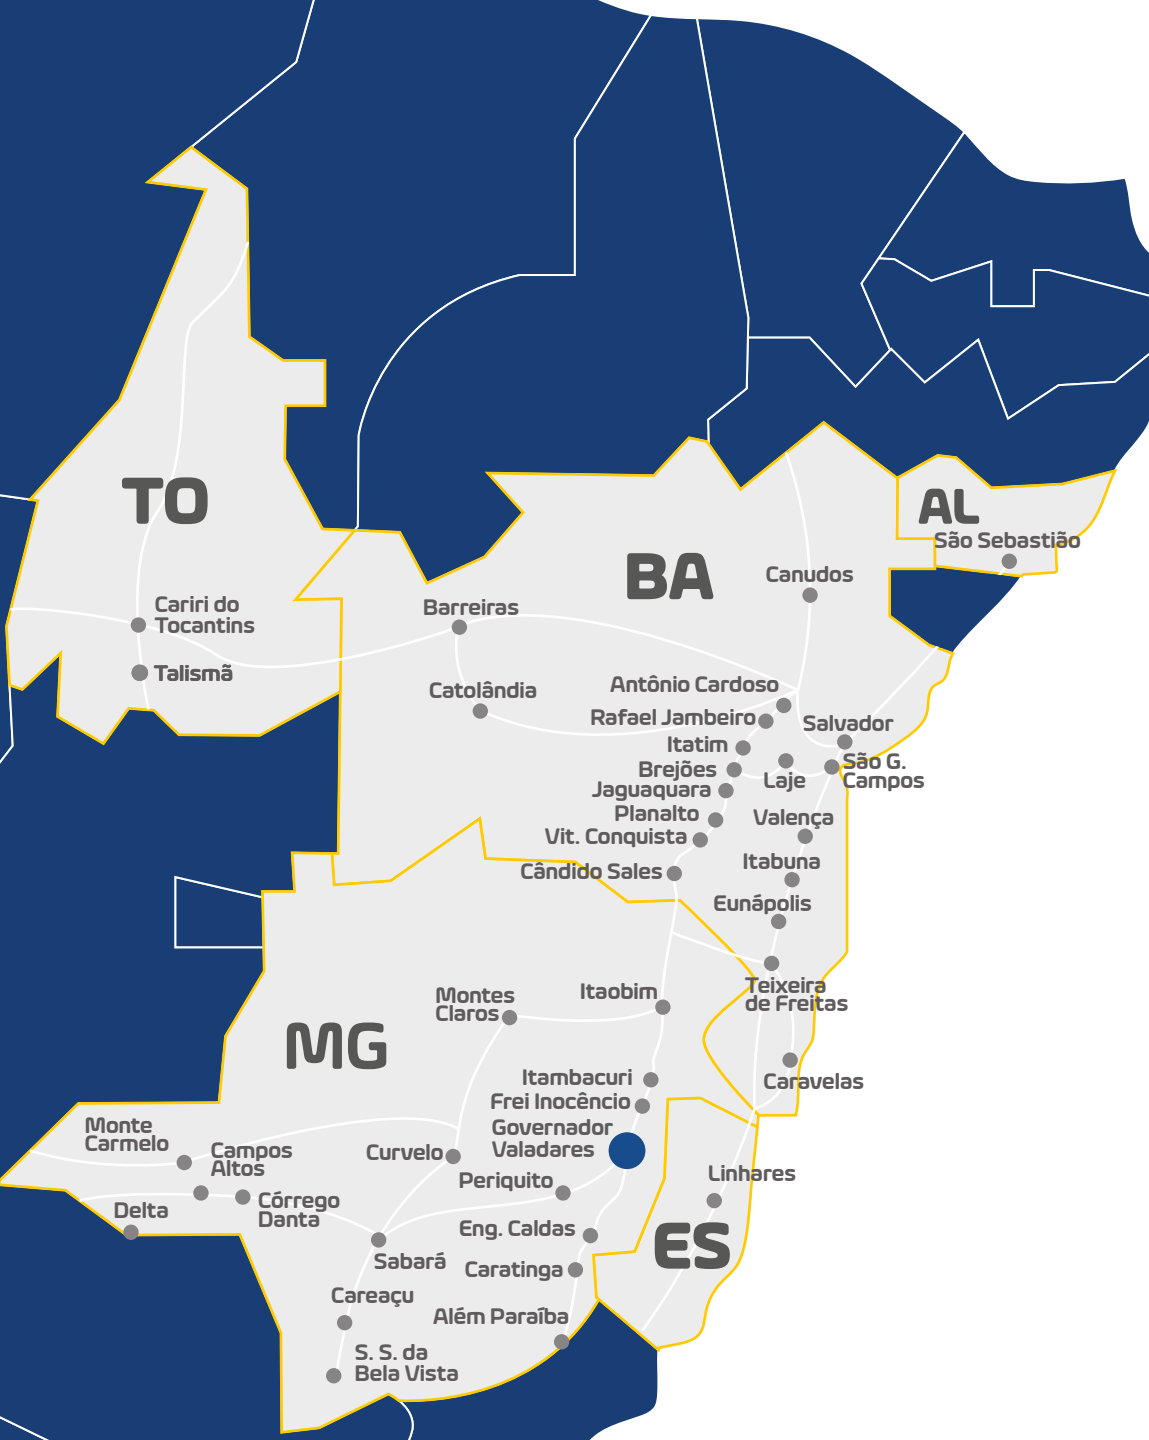 TO
AL
São Sebastião
BA
Canudos
Cariri do
Tocantins
Barreiras
Talismã
Catolândia
Antônio Cardoso
Rafael Jambeiro
Salvador
Itatim
São G.
Campos
Brejões
Laje
Jaguaquara
Planalto
Valença
Vit. Conquista
Itabuna
Cândido Sales
Eunápolis
Teixeira
de Freitas
Itaobim
Montes
Claros
MG
Itambacuri
Caravelas
Frei Inocêncio
Governador
Valadares
Monte
Carmelo
Campos
Altos
Curvelo
Periquito
Linhares
Delta
Córrego
Danta
Eng. Caldas
ES
Sabará
Caratinga
Careaçu
Além Paraíba
S. S. da
Bela Vista